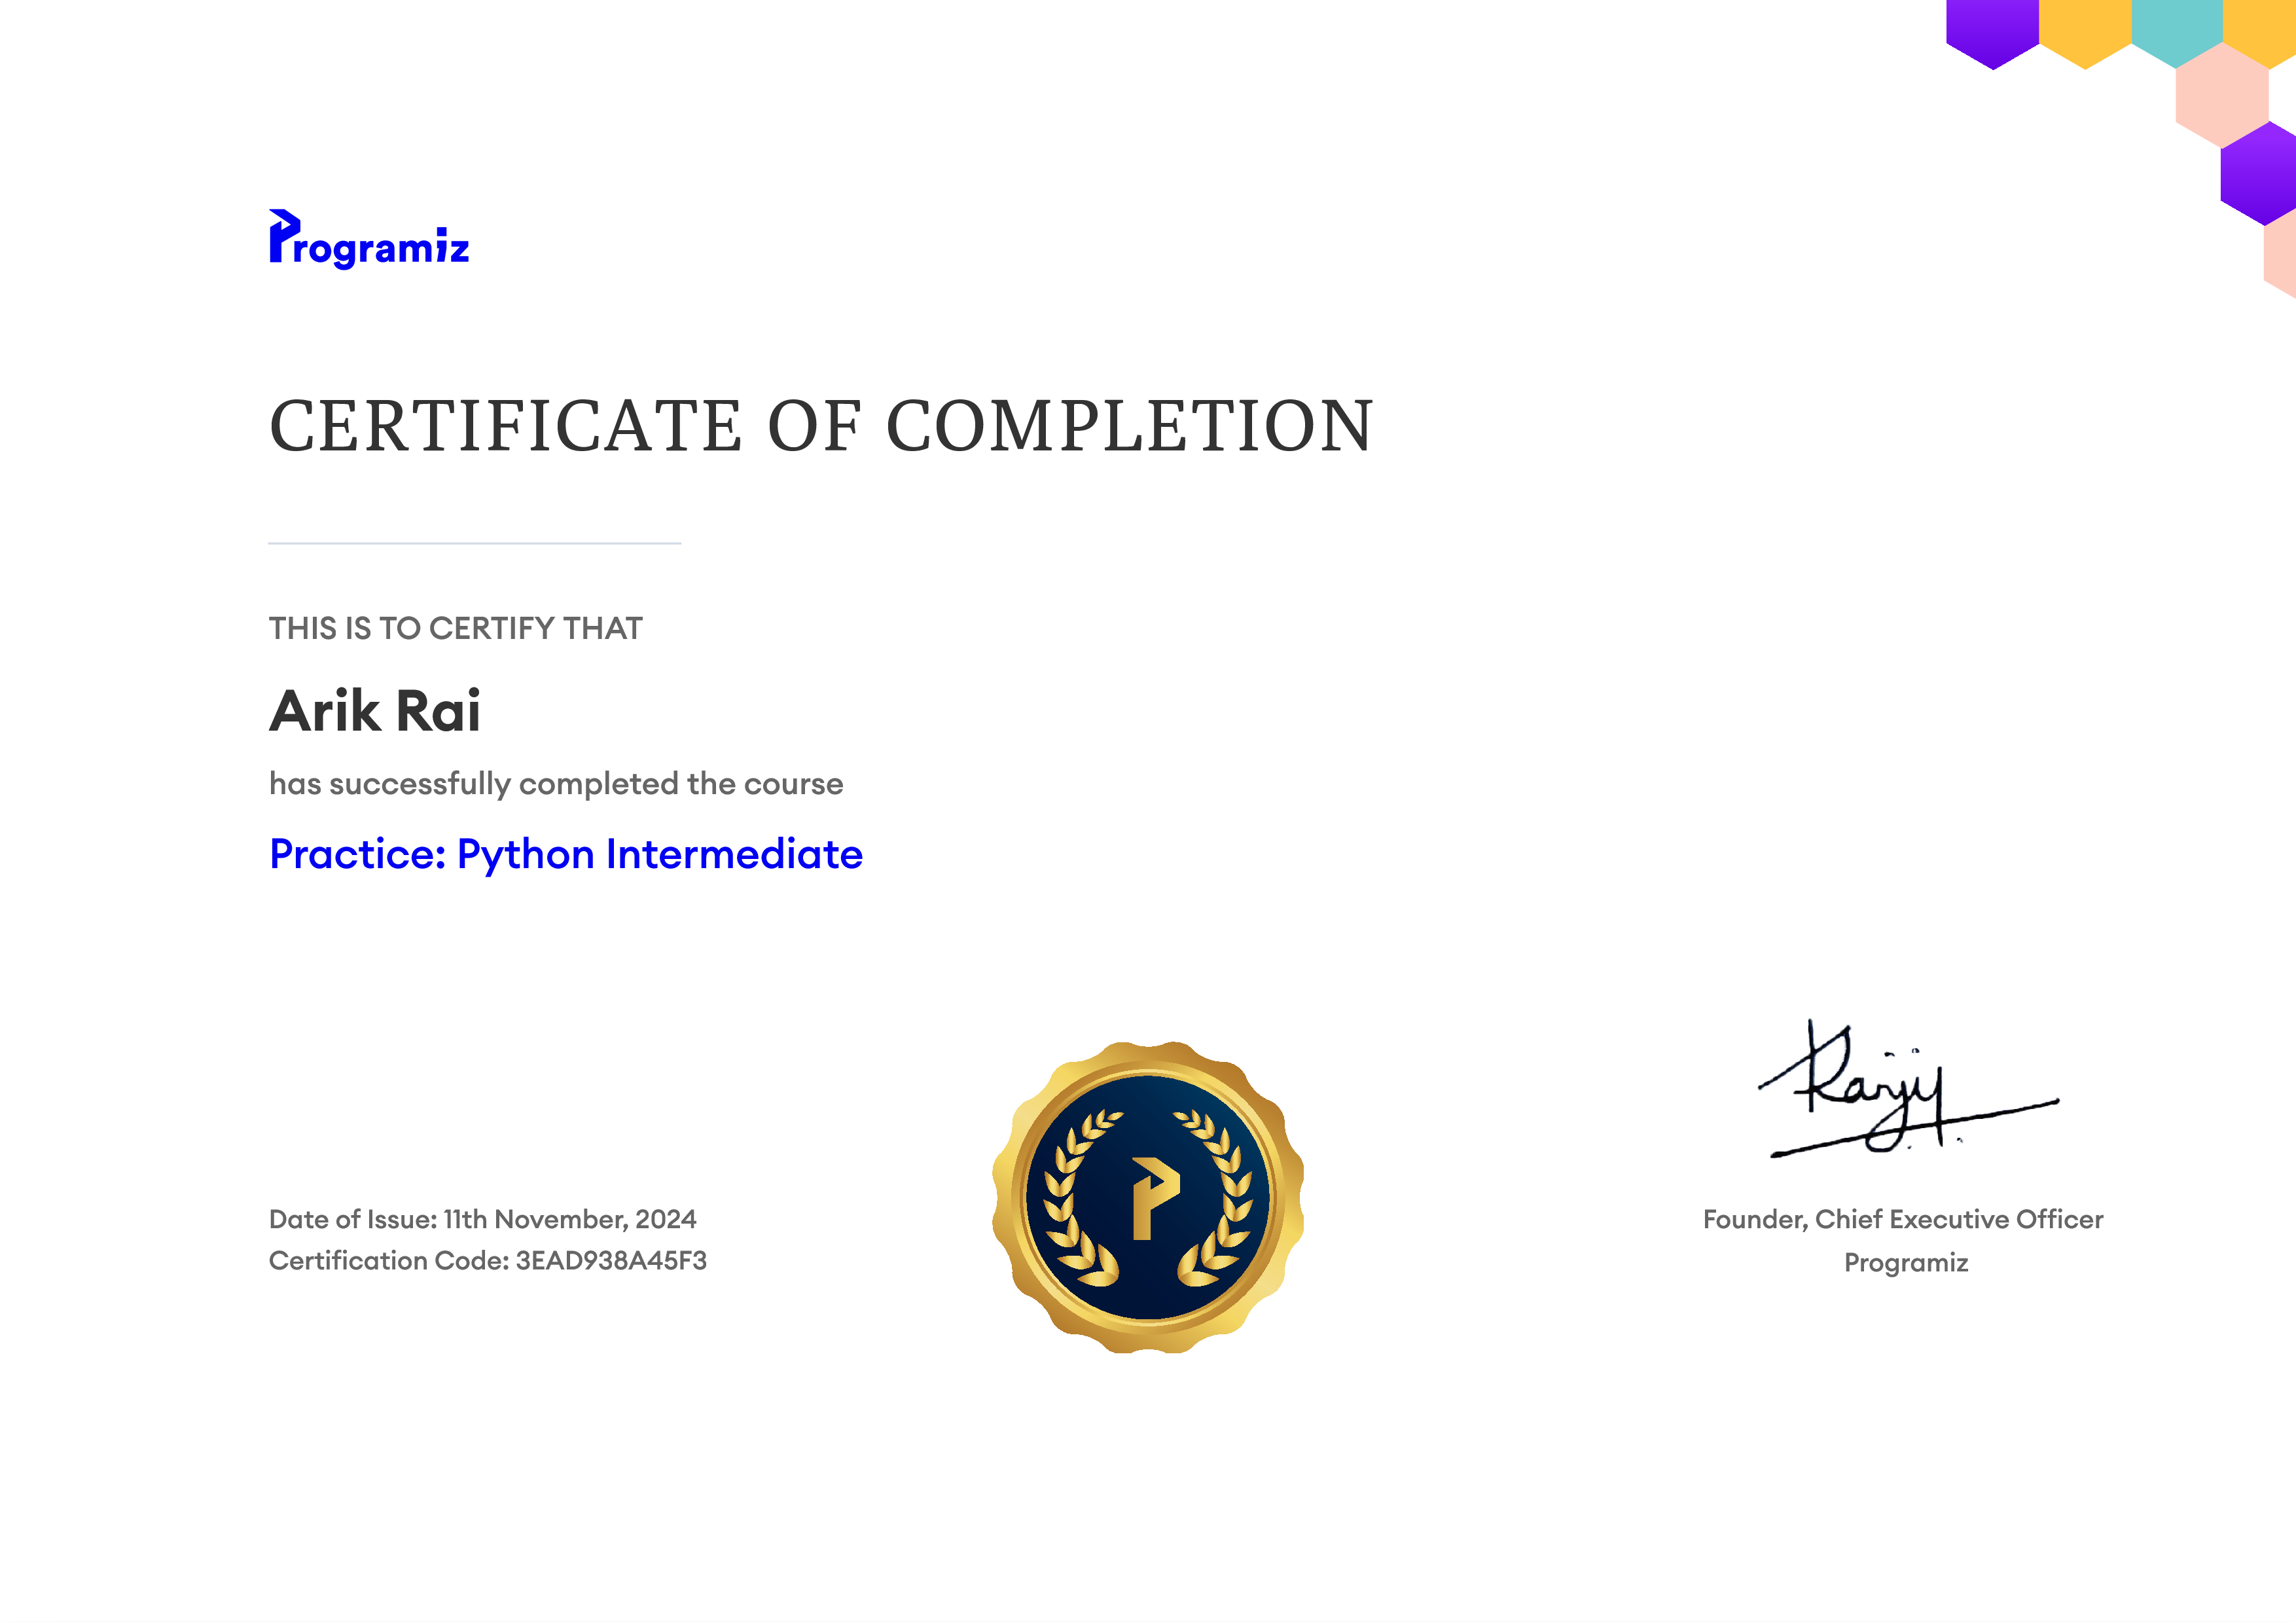 Programiz
CERTIFICATE OF COMPLETION
THIS IS TO CERTIFY THAT
Arik Rai
has successfully completed the course
Practice: Python Intermediate
Date of Issue: 11th November, 2024
Certification Code: 3EAD938A45F3
Founder, Chief Executive Officer
Programiz